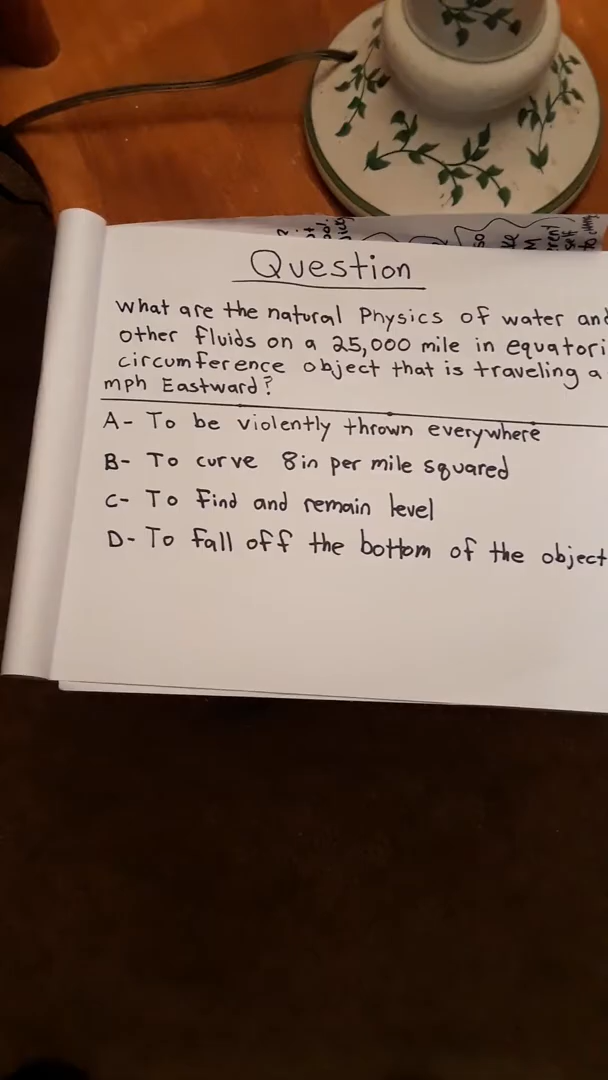 Question
What are the natural Physics of water and
other fluids on a 25,000 mile in equatori
circumference object that is traveling a
mph Eastward?
A- To be violently thrown everywhere
B- To curve 8in per mile squared
C- To Find and remain level
D- To fall off the bottom of the object